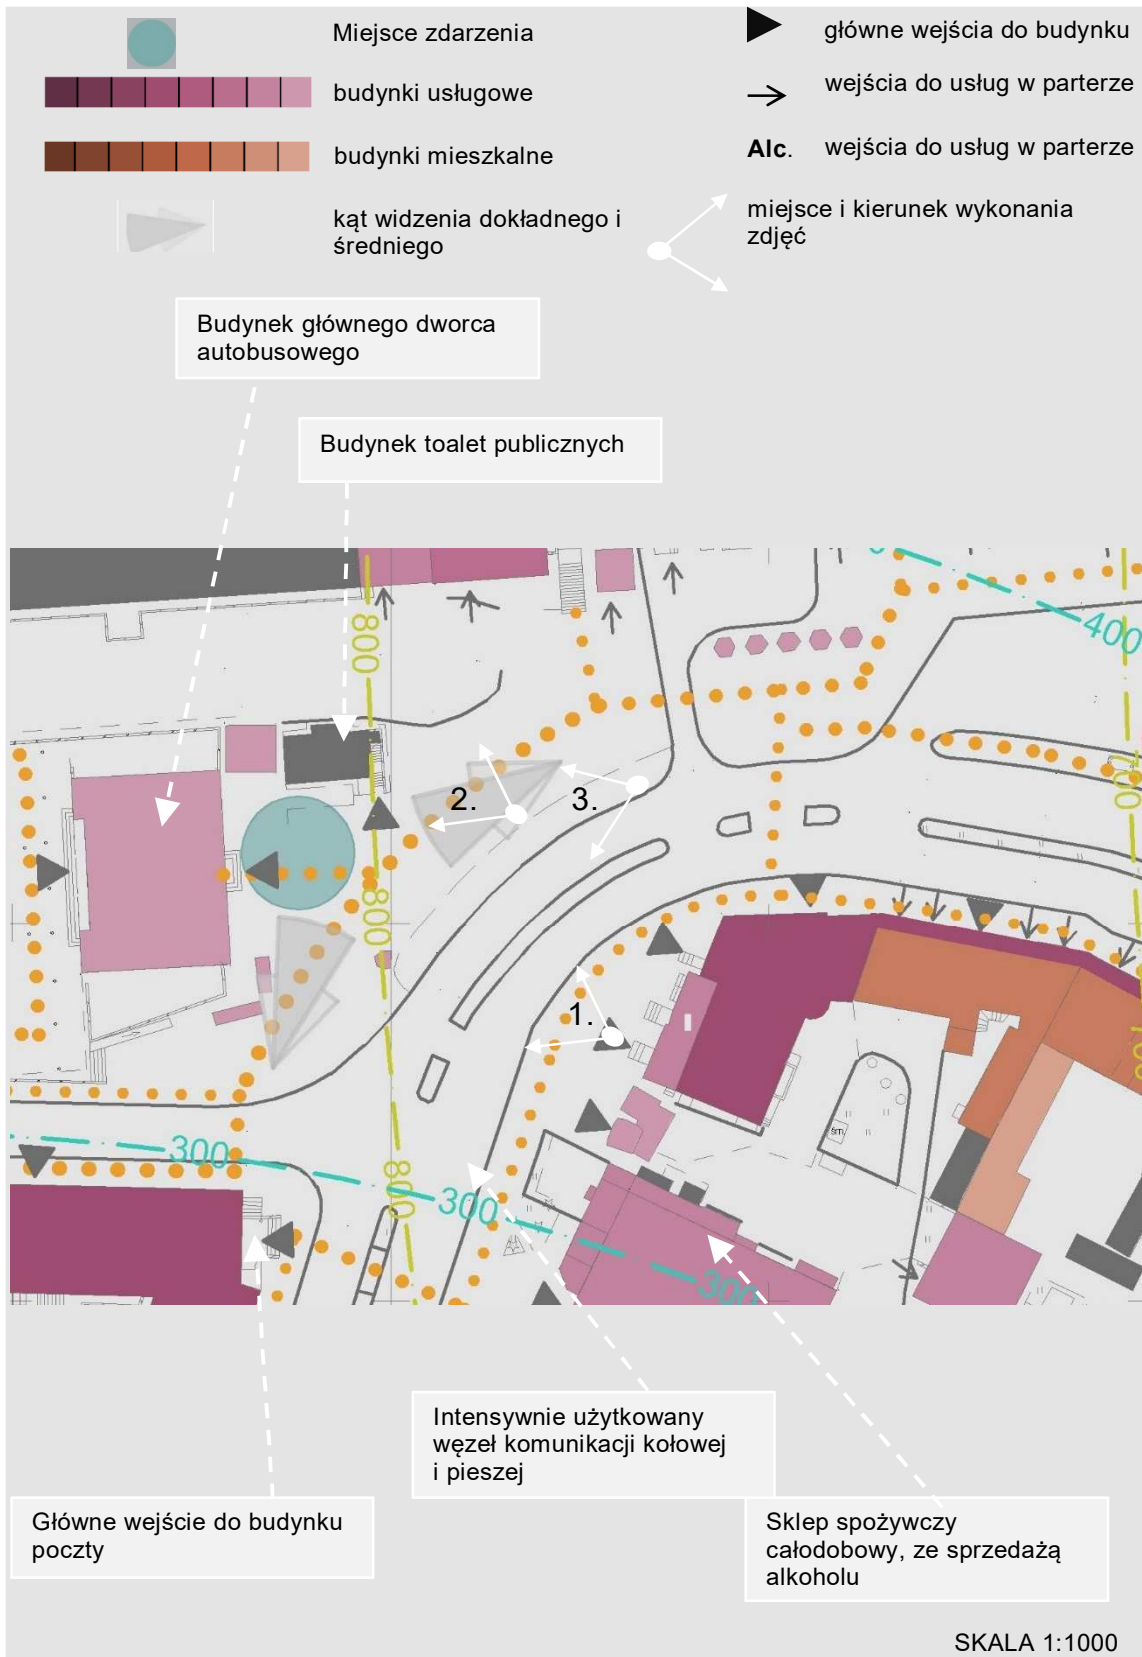 Miejsce zdarzenia
budynki usługowe
budynki mieszkalne
kąt widzenia dokładnego i
średniego
główne wejścia do budynku
wejścia do usług w parterze
Alc. wejścia do usług w parterze
miejsce i kierunek wykonania
zdjęć
Budynek głównego dworca
autobusowego
Budynek toalet publicznych
800
400
700
2.
3.
800
1.
śm.
300
800
300
300
Intensywnie użytkowany
węzeł komunikacji kołowej
i pieszej
Główne wejście do budynku
poczty
Sklep spożywczy
całodobowy, ze sprzedażą
alkoholu
SKALA 1:1000